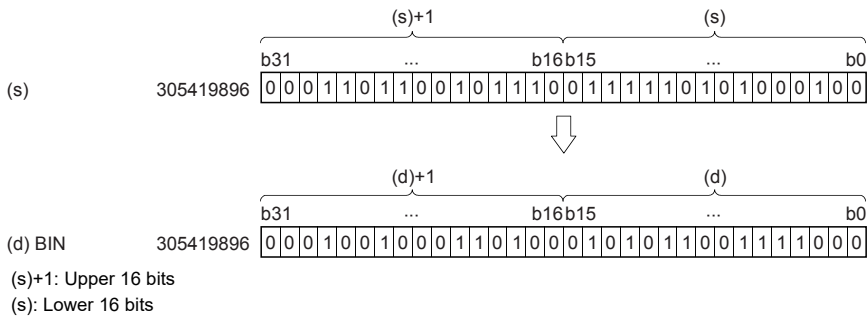 (s)+1 (s)
b31 ... b16 b15 ... b0
(s) 305419896 0 0 0 1 1 0 1 1 0 0 1 0 1 1 1 0 0 1 1 1 1 1 0 1 0 1 0 0 0 1 0 0
(d)+1 (d)
b31 ... b16 b15 ... b0
(d) BIN 305419896 0 0 0 1 0 0 1 0 0 0 1 1 0 1 0 0 0 1 0 1 0 1 1 0 0 1 1 1 1 0 0 0
(s)+1: Upper 16 bits
(s): Lower 16 bits